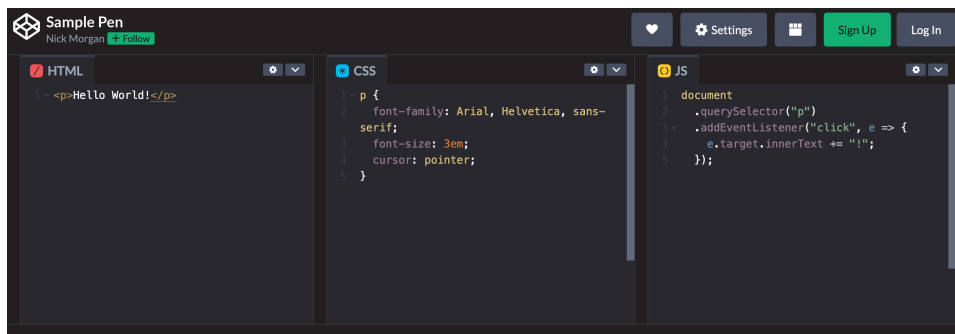 Sample Pen
Nick Morgan + Follow
Settings
Sign Up
Log In
HTML
1 <p>Hello World!</p>
CSS
1 p {
2 font-family: Arial, Helvetica, sans-
serif;
3 font-size: 3em;
4 cursor: pointer;
5 }
JS
1 document
2 .querySelector("p")
3 .addEventListener("click", e => {
4 e.target.innerText += "!";
5 });